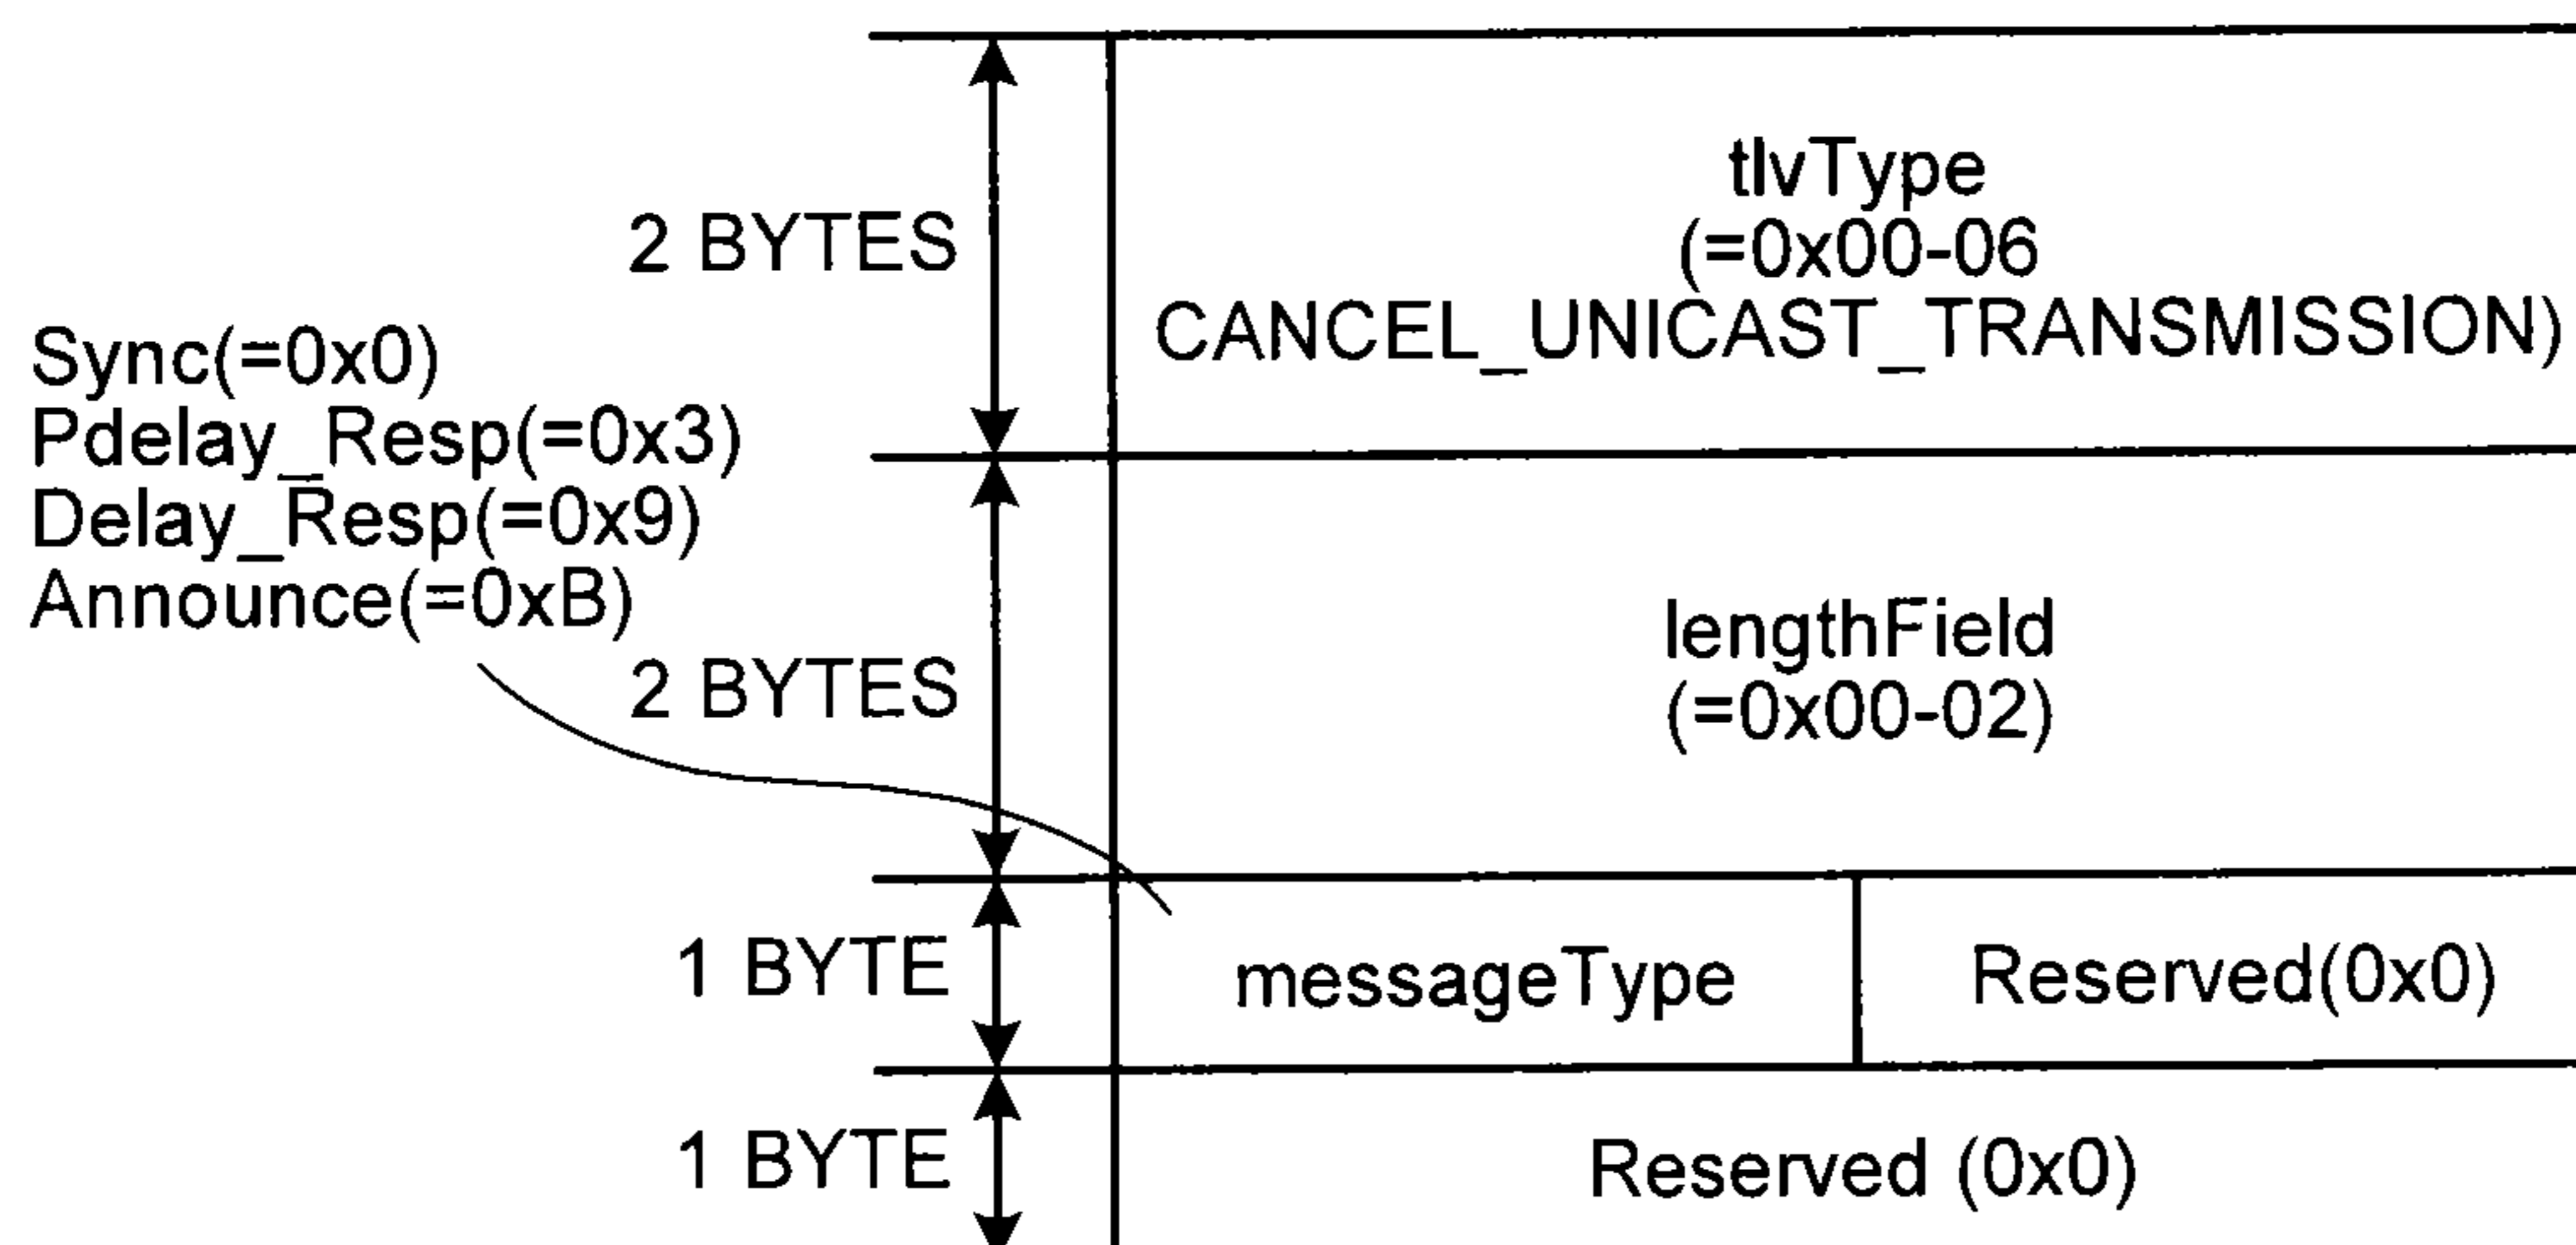 2 BYTES
tlvType
(=0x00-06
CANCEL_UNICAST_TRANSMISSION)
Sync(=0x0)
Pdelay_Resp(=0x3)
Delay_Resp(=0x9)
Announce(=0xB)
2 BYTES
lengthField
(=0x00-02)
1 BYTE
messageType
Reserved(0x0)
1 BYTE
Reserved (0x0)